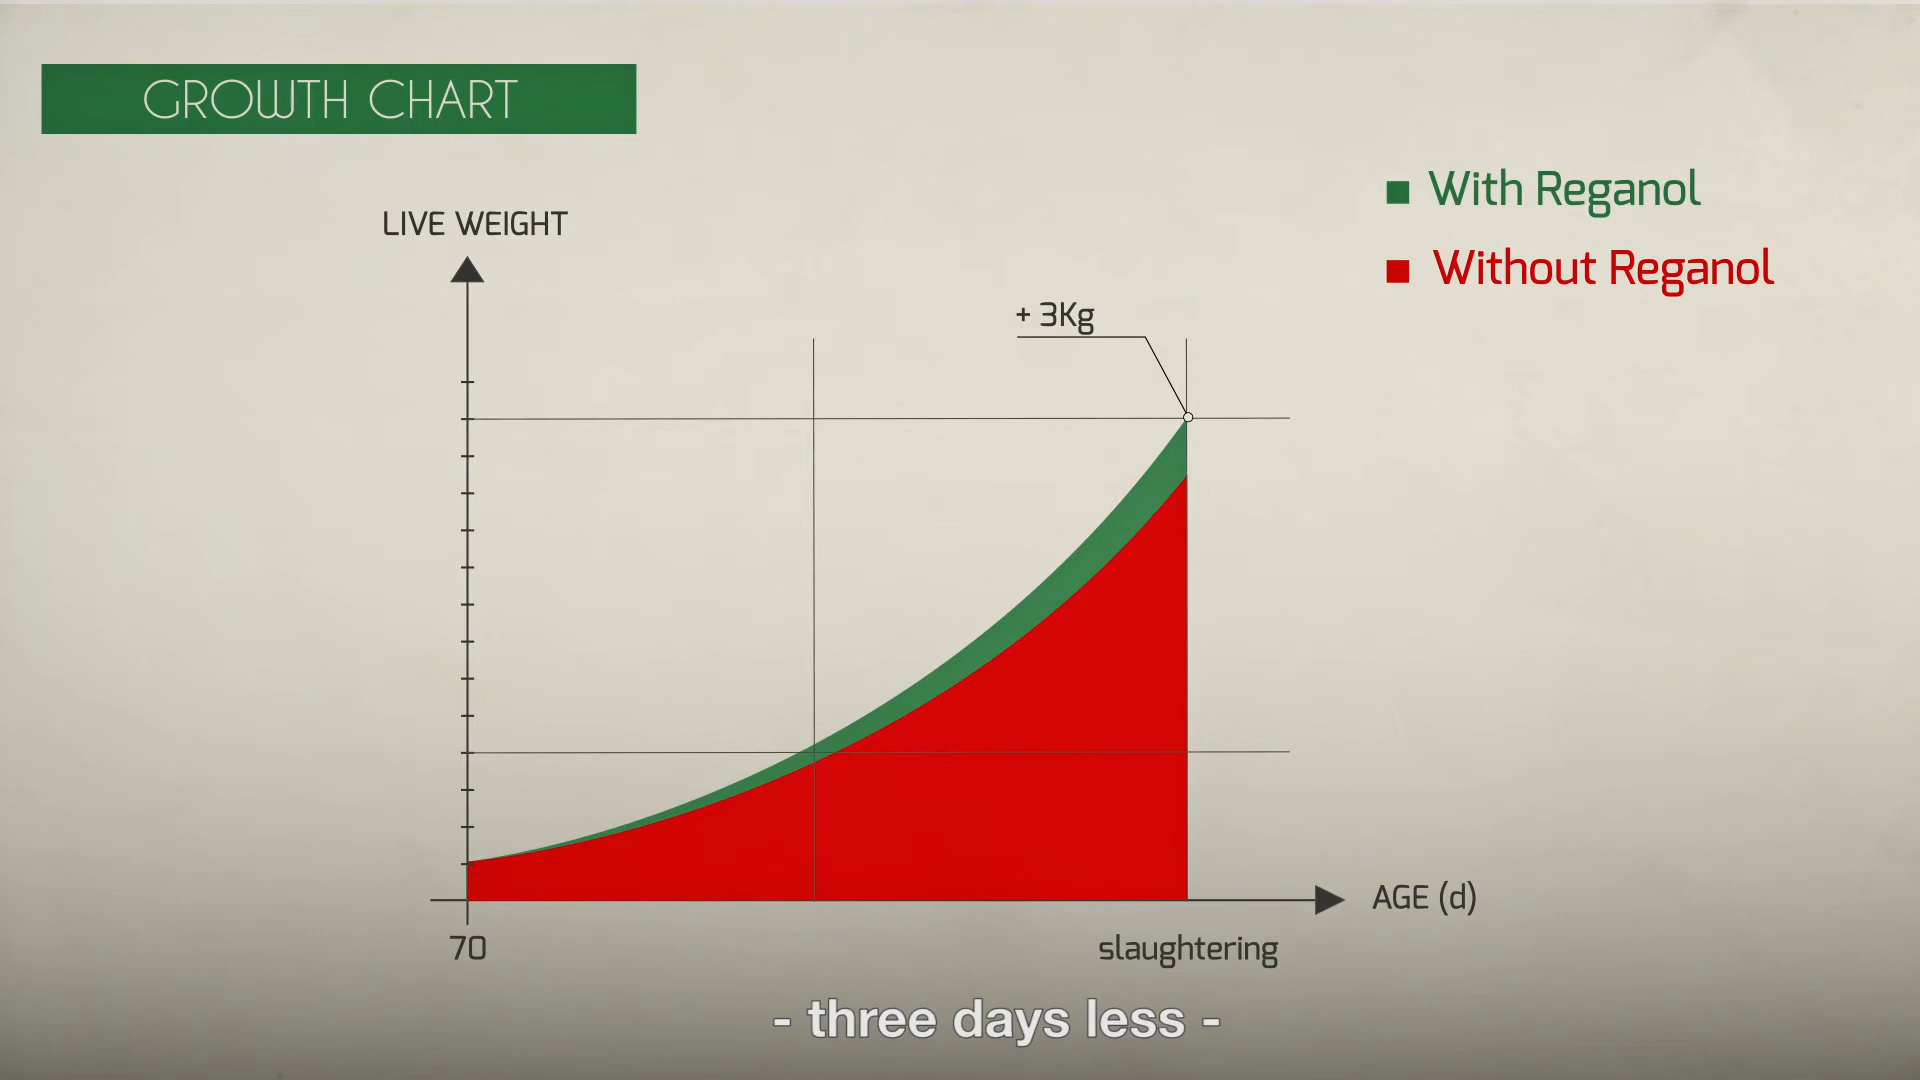 GROWTH CHART
With Reganol
Without Reganol
LIVE WEIGHT
+ 3Kg
AGE (d)
70
slaughtering
- three days less -